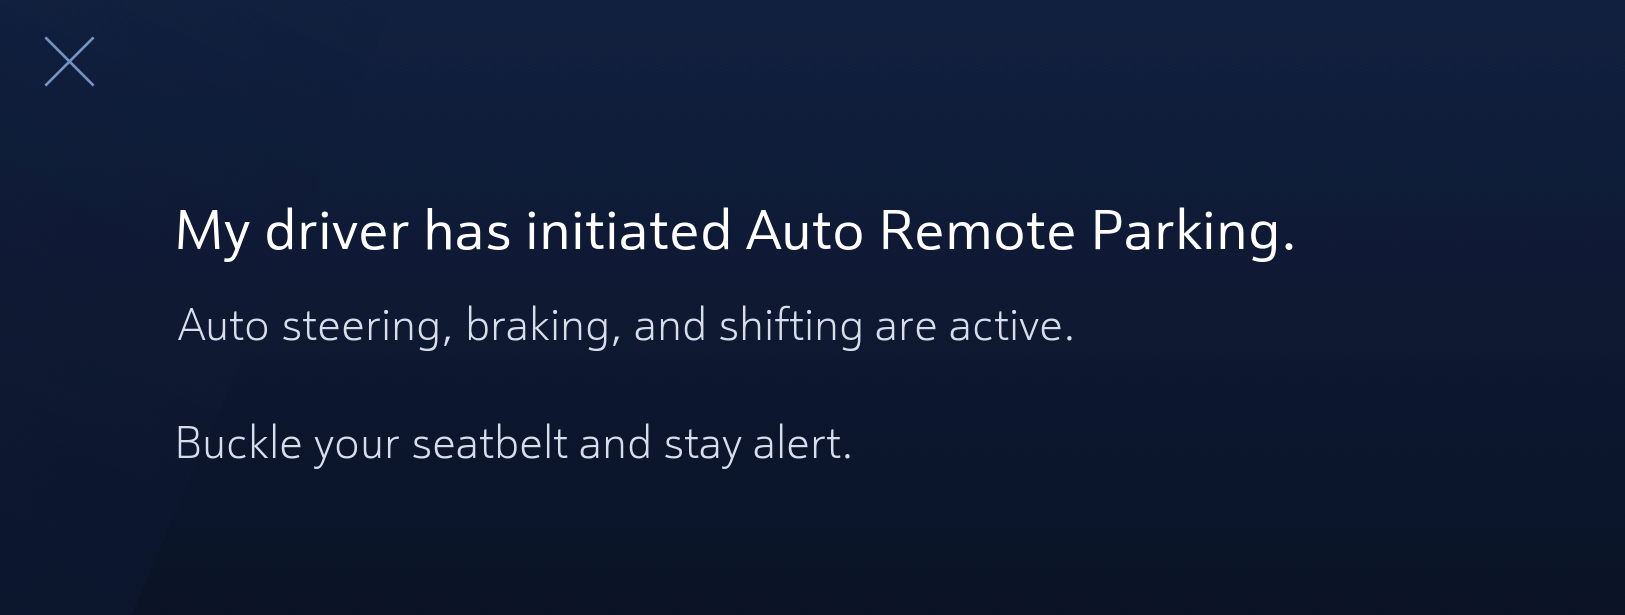 My driver has initiated Auto Remote Parking.
Auto steering, braking, and shifting are active.
Buckle your seatbelt and stay alert.